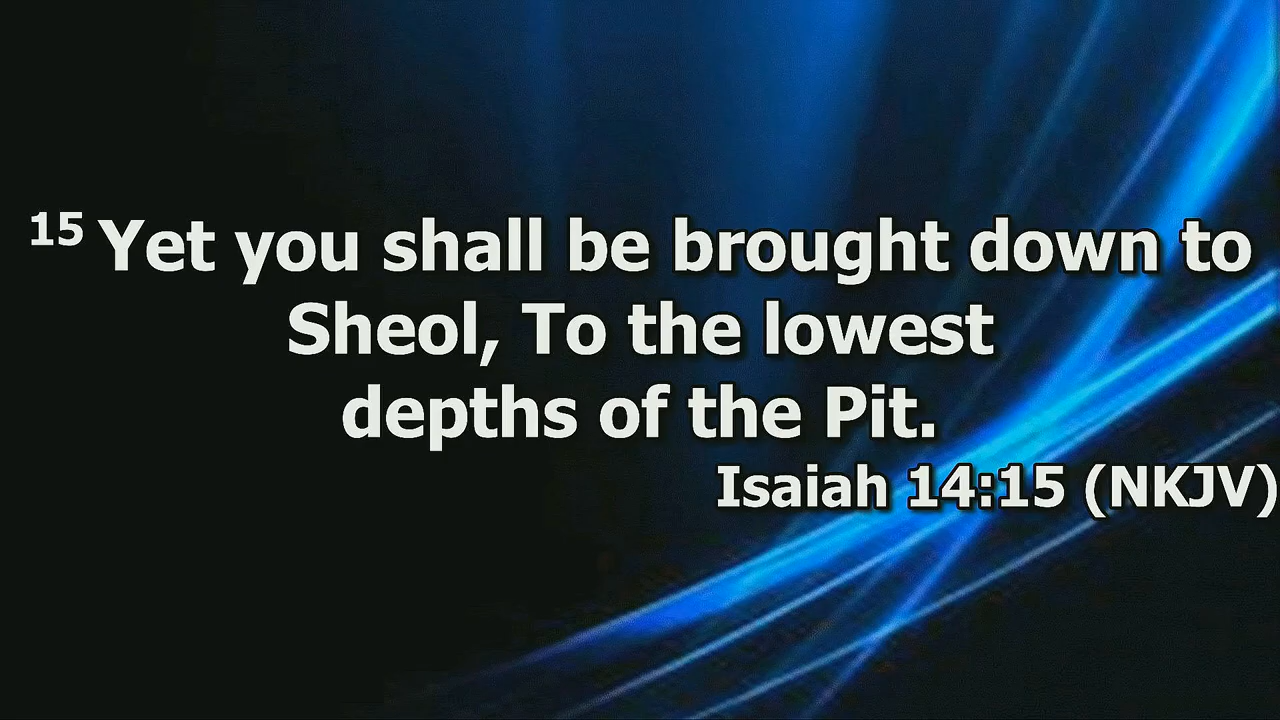 15 Yet you shall be brought down to
Sheol, To the lowest
depths of the Pit.
Isaiah 14:15 (NKJV)